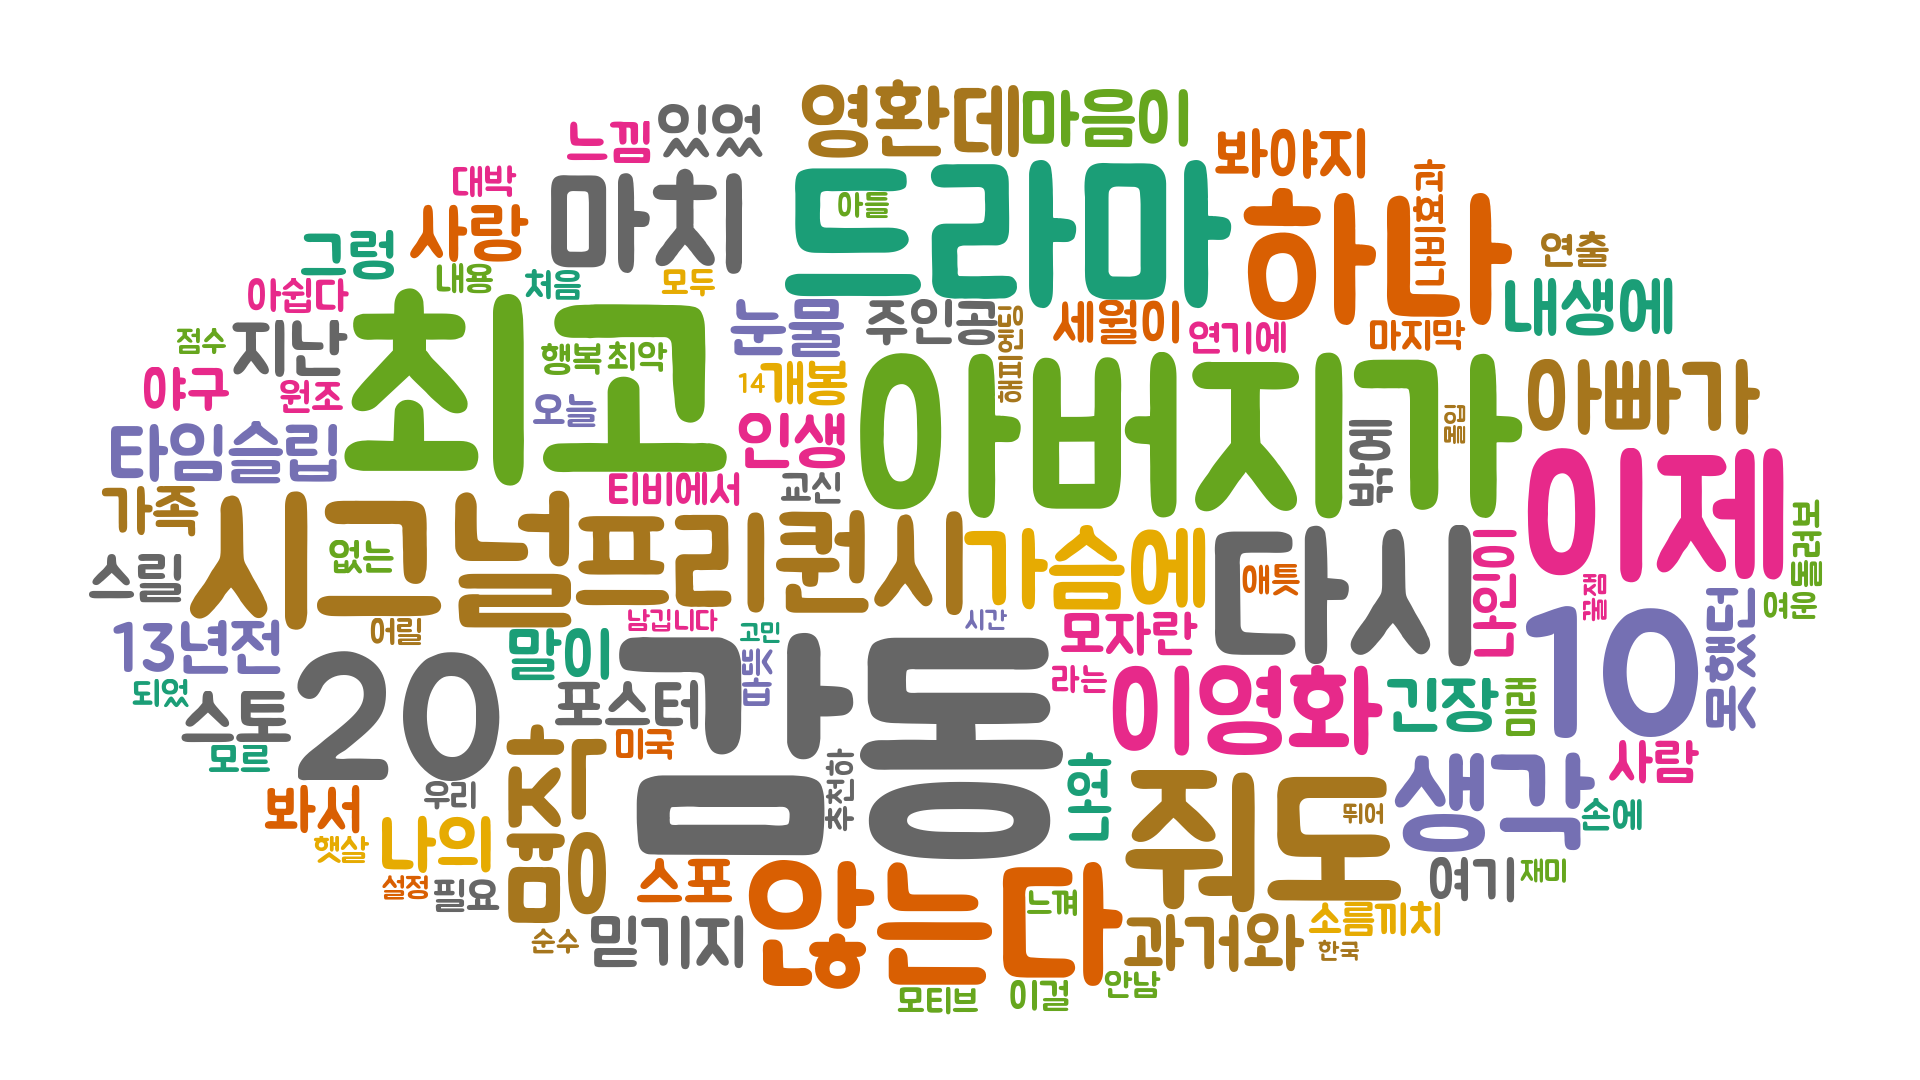 영환데
마음이
느낌
있었
봐야지
대박
마치
드라마
아들
하나
나비효과
사랑
그렁
내용
처음
모두
연출
아쉽다
최고
눈물
주인공
해피엔딩
세월이
연기에
마지막
내생에
점수
지난
행복
최악
14
개봉
아버지가
아빠가
야구
원조
오늘
인생
밖에
몰입
타임슬립
티비에서
교신
이제
가족
시그널
프리퀀시
가슴에
다시
애틋
나인이
돌려보
스릴
없는
꿀잼
여운
13년전
어릴
말이
남깁니다
고민
시간
모자란
10
못했던
되었
20
감동
따뜻
라는
이영화
긴장
래퍼
스토
포스터
모르
미국
사람
명작
추천하
나와
줘도
생각
봐서
우리
뛰어
손에
햇살
나의
설정
필요
스포
않는다
느껴
여기
재미
순수
믿기지
과거와
소름끼치
한국
모티브
이걸
안남